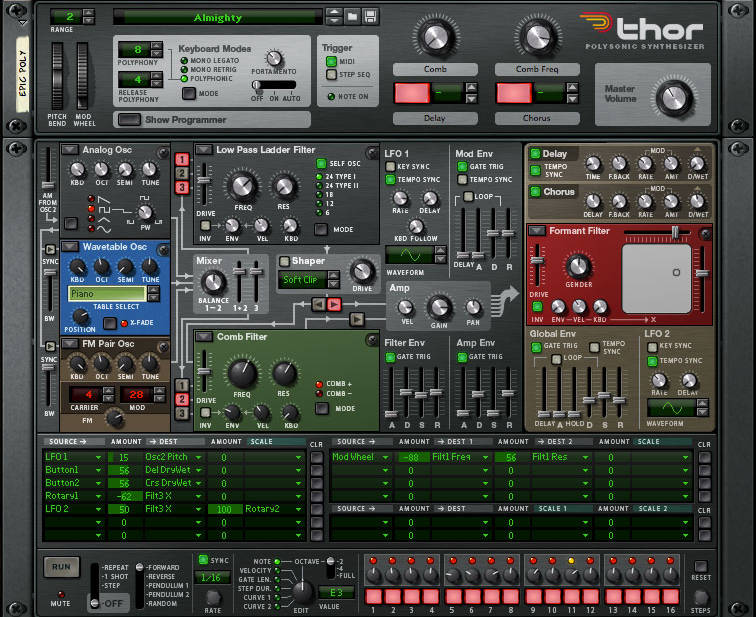 2
RANGE
Almighty
EPIC POLY
PITCH BEND
MOD WHEEL
8
POLYPHONY
4
RELEASE POLYPHONY
Keyboard Modes
MONO LEGATO
MONO RETRIG
POLYPHONIC
MODE
PORTAMENTO
OFF ON AUTO
Trigger
MIDI
STEP SEQ
NOTE ON
Show Programmer
Comb
Comb Freq
Delay
Chorus
thor
POLYSONIC SYNTHESIZER
Master Volume
AM FROM OSC 2
SYNC
BW
SYNC
BW
Analog Osc
KBD OCT SEMI TUNE
PW
Wavetable Osc
KBD OCT SEMI TUNE
Piano
TABLE SELECT
POSITION
X-FADE
FM Pair Osc
KBD OCT SEMI TUNE
4 28
CARRIER MOD
FM
1
2
3
1
2
3
Low Pass Ladder Filter
DRIVE
FREQ
RES
SELF OSC
24 TYPE I
24 TYPE II
18
12
6
MODE
INV ENV VEL KBD
Mixer
BALANCE
1—2
1+2 3
Shaper
Soft Clip
DRIVE
Comb Filter
DRIVE
FREQ
RES
COMB +
COMB −
MODE
INV ENV VEL KBD
LFO 1
KEY SYNC
TEMPO SYNC
RATE DELAY
KBD FOLLOW
WAVEFORM
Mod Env
GATE TRIG
TEMPO SYNC
LOOP
DELAY A D R
Amp
VEL GAIN PAN
Filter Env
GATE TRIG
A D S R
Amp Env
GATE TRIG
A D S R
Delay
TEMPO SYNC
MOD
TIME F.BACK RATE AMT D/WET
Chorus
MOD
DELAY F.BACK RATE AMT D/WET
Formant Filter
DRIVE
GENDER
INV ENV VEL KBD
X
Global Env
GATE TRIG
TEMPO SYNC
LOOP
DELAY A HOLD D S R
LFO 2
KEY SYNC
TEMPO SYNC
RATE DELAY
WAVEFORM
SOURCE AMOUNT DEST AMOUNT SCALE CLR
LFO 1 15 Osc2 Pitch 0
Button1 56 Del DryWet 0
Button2 56 Crs DryWet 0
Rotary1 -62 Filt3 X 0
LFO 2 50 Filt3 X 100 Rotary2
0 0
0 0
SOURCE AMOUNT DEST 1 AMOUNT DEST 2 AMOUNT SCALE CLR
Mod Wheel -88 Filt1 Freq 56 Filt1 Res 0
0 0 0
0 0 0
0 0 0
SOURCE AMOUNT DEST AMOUNT SCALE 1 AMOUNT SCALE 2 CLR
0 0 0
0 0 0
RUN
MUTE
REPEAT
1 SHOT
STEP
OFF
FORWARD
REVERSE
PENDULUM 1
PENDULUM 2
RANDOM
SYNC
1/16
RATE
NOTE
VELOCITY
GATE LEN.
STEP DUR.
CURVE 1
CURVE 2
EDIT
OCTAVE
2
4
FULL
E 3
VALUE
1 2 3 4 5 6 7 8 9 10 11 12 13 14 15 16
RESET
STEPS